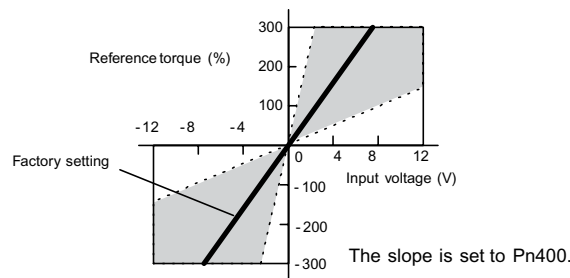 300
Reference torque (%)
200
100
-12 -8 -4
0 4 8 12
Factory setting
Input voltage (V)
-100
-200
-300
The slope is set to Pn400.